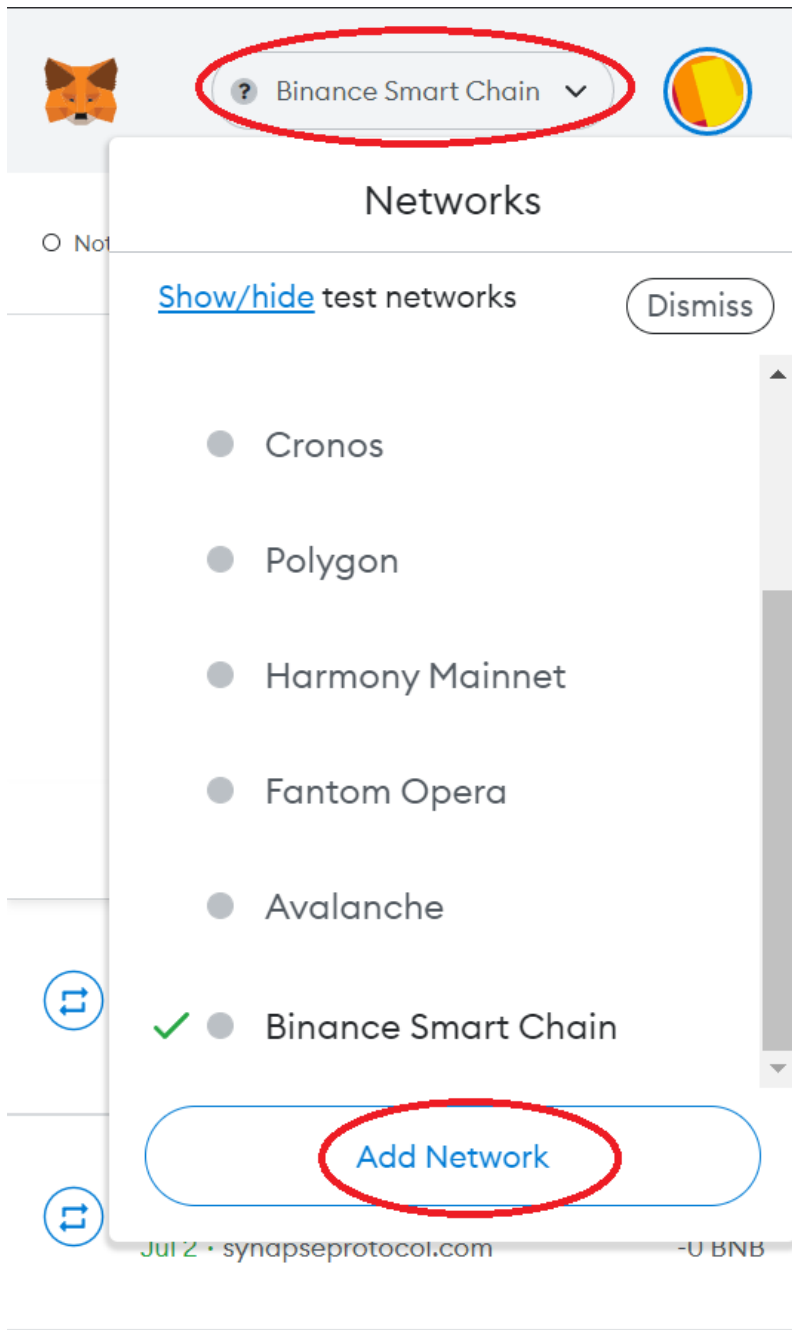 ? Binance Smart Chain
Networks
Not
Show/hide test networks
Dismiss
Cronos
Polygon
Harmony Mainnet
Fantom Opera
Avalanche
Binance Smart Chain
Add Network
Jul 2 · synapseprotocol.com -0 BNB